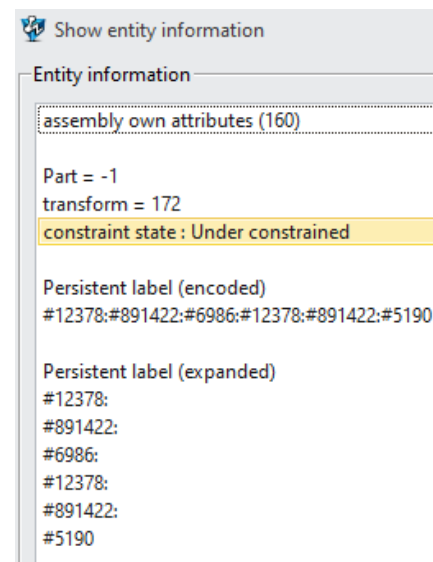 Show entity information
Entity information
assembly own attributes (160)
Part = -1
transform = 172
constraint state : Under constrained
Persistent label (encoded)
#12378:#891422:#6986:#12378:#891422:#5190
Persistent label (expanded)
#12378:
#891422:
#6986:
#12378:
#891422:
#5190